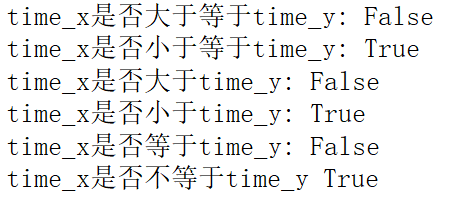 time_x是否大于等于time_y: False
time_x是否小于等于time_y: True
time_x是否大于time_y: False
time_x是否小于time_y: True
time_x是否等于time_y: False
time_x是否不等于time_y True